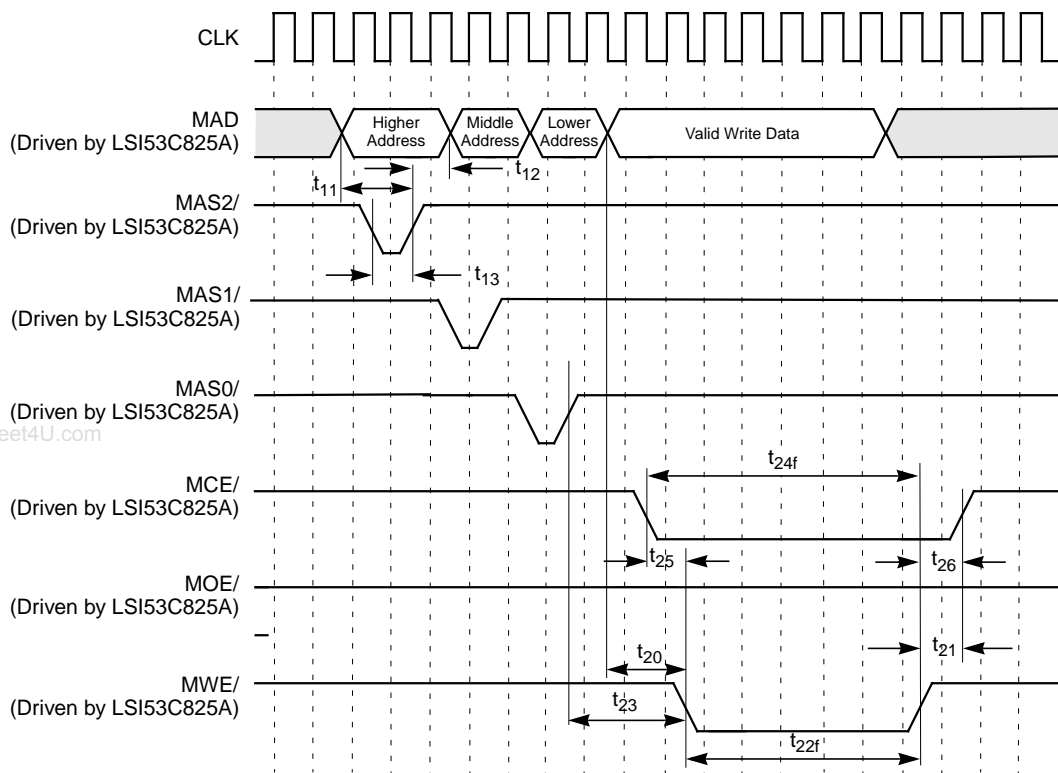 CLK
MAD
(Driven by LSI53C825A)
Higher
Address
Middle
Address
Lower
Address
Valid Write Data
t11
t12
MAS2/
(Driven by LSI53C825A)
t13
MAS1/
(Driven by LSI53C825A)
MAS0/
(Driven by LSI53C825A)
eet4U.com
t24f
MCE/
(Driven by LSI53C825A)
t25
t26
MOE/
(Driven by LSI53C825A)
t21
t20
MWE/
(Driven by LSI53C825A)
t23
t22f